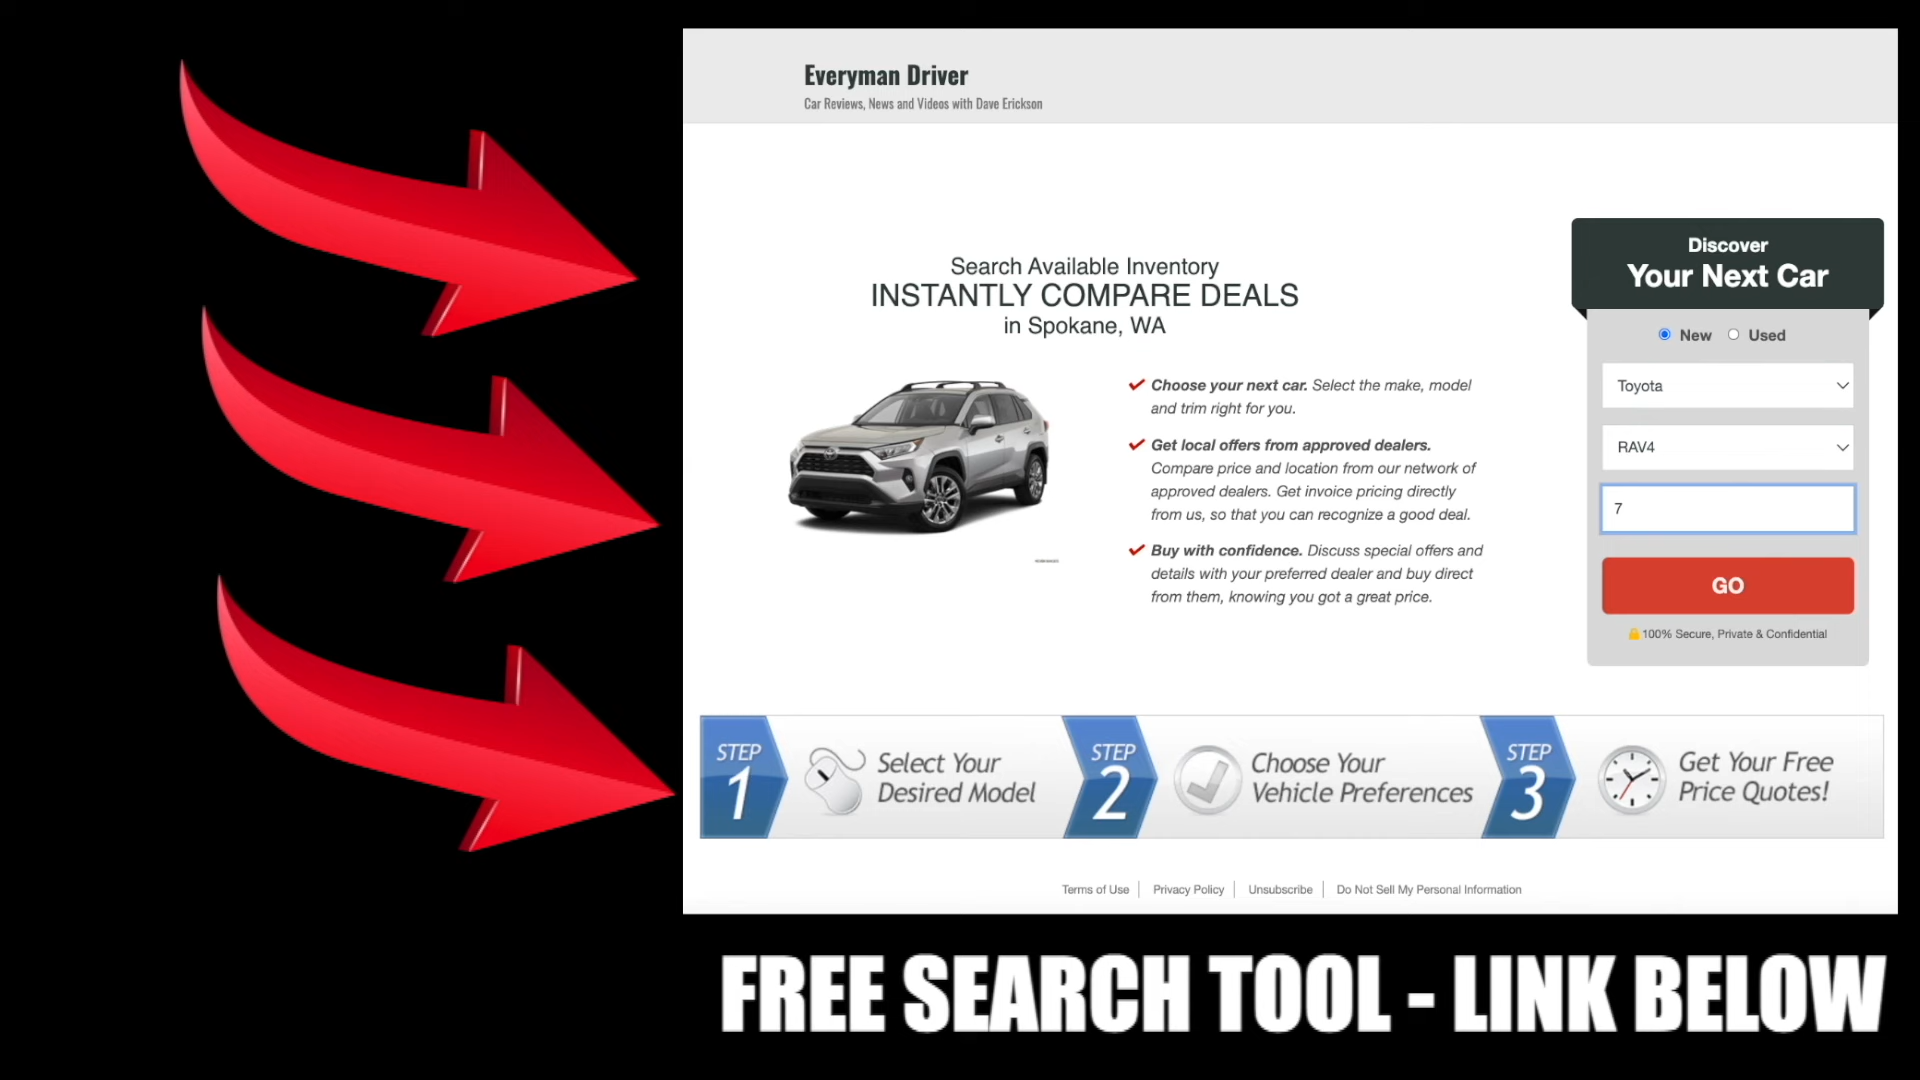 Everyman Driver
Car Reviews, News and Videos with Dave Erickson
Search Available Inventory
INSTANTLY COMPARE DEALS
in Spokane, WA
Choose your next car. Select the make, model
and trim right for you.
Get local offers from approved dealers.
Compare price and location from our network of
approved dealers. Get invoice pricing directly
from us, so that you can recognize a good deal.
Buy with confidence. Discuss special offers and
details with your preferred dealer and buy direct
from them, knowing you got a great price.
Discover
Your Next Car
New Used
Toyota
RAV4
7
GO
100% Secure, Private & Confidential
STEP
1
Select Your
Desired Model
STEP
2
Choose Your
Vehicle Preferences
STEP
3
Get Your Free
Price Quotes!
Terms of Use | Privacy Policy | Unsubscribe | Do Not Sell My Personal Information
FREE SEARCH TOOL - LINK BELOW